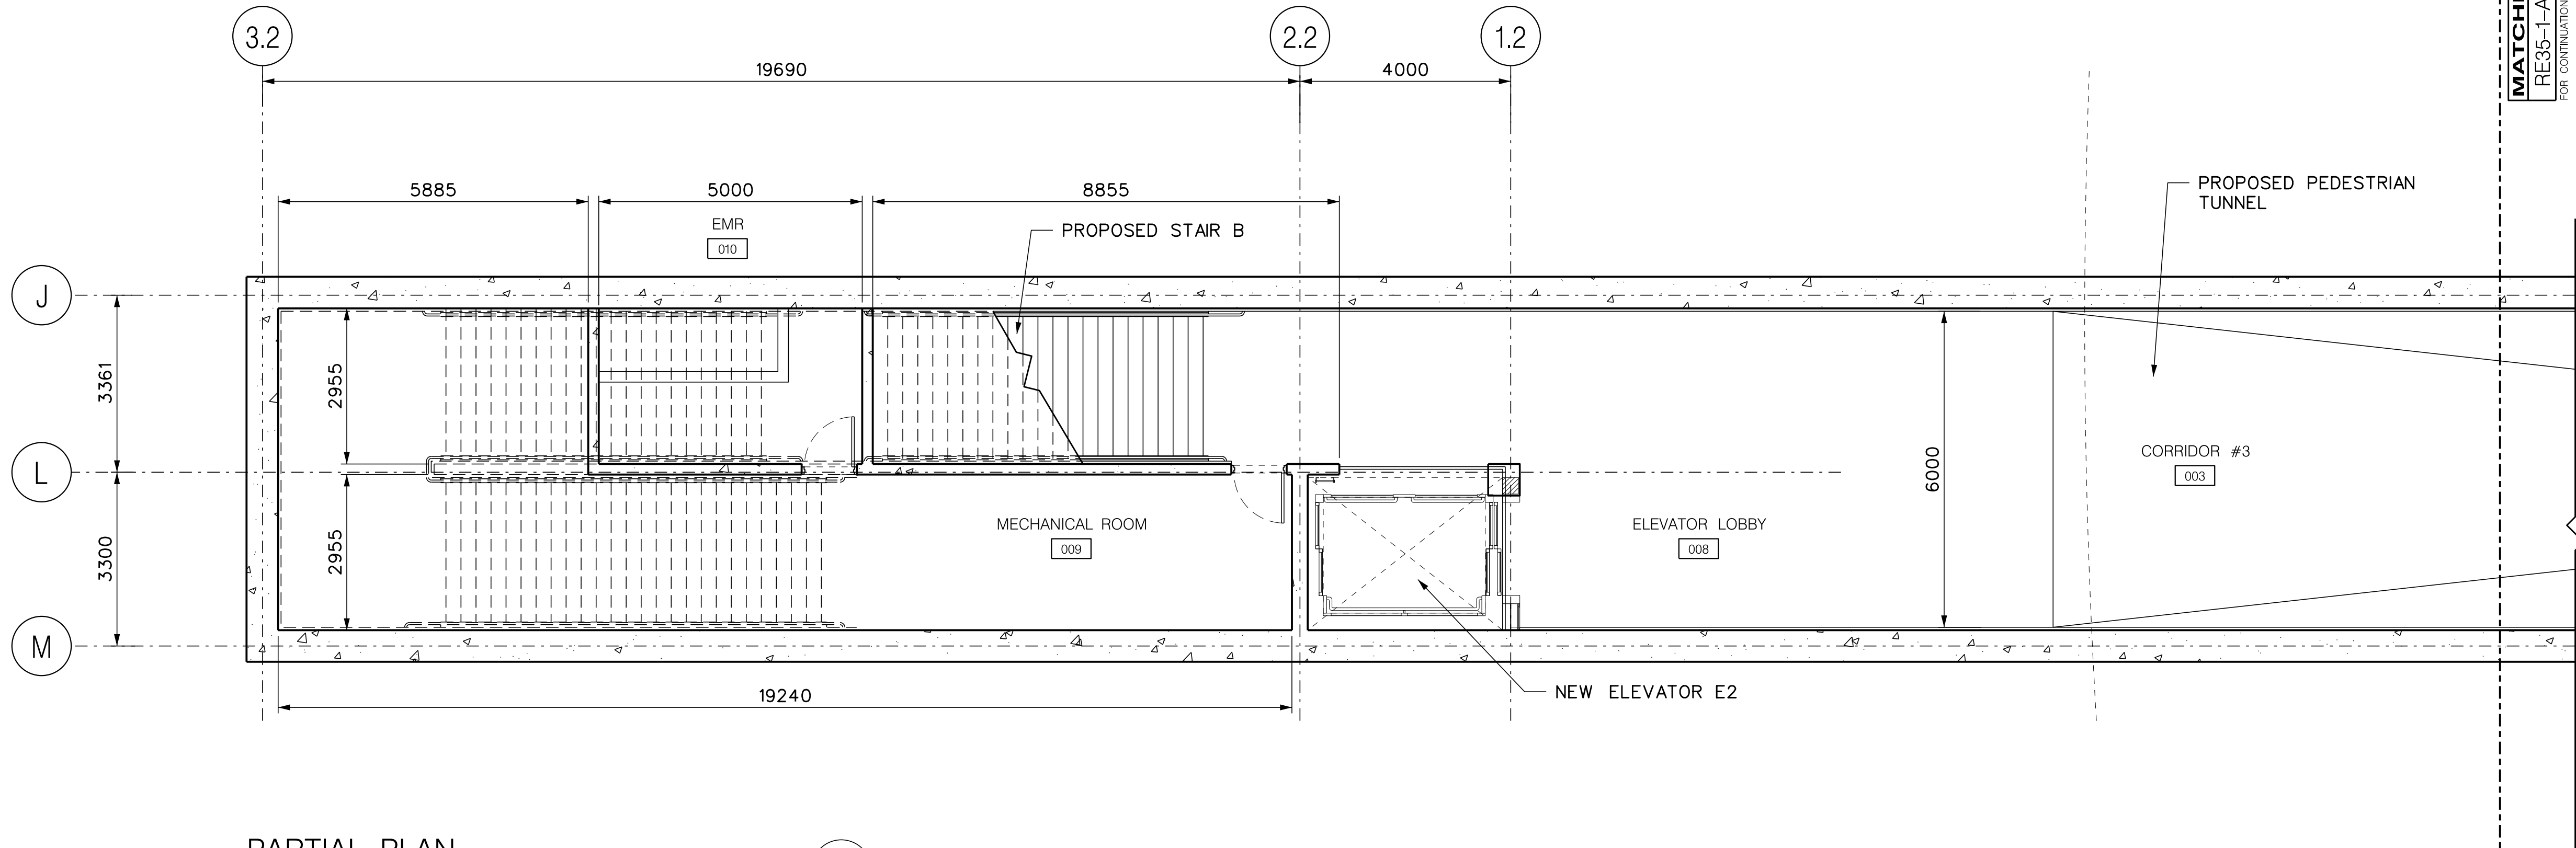 3.2
2.2
1.2
MATCHI
RE35-1-A
FOR CONTINUATION
19690
4000
5885
5000
8855
PROPOSED PEDESTRIAN
TUNNEL
EMR
010
PROPOSED STAIR B
J
3361
2955
L
CORRIDOR #3
003
6000
MECHANICAL ROOM
009
ELEVATOR LOBBY
008
3300
2955
M
19240
NEW ELEVATOR E2
PARTIAL PLAN